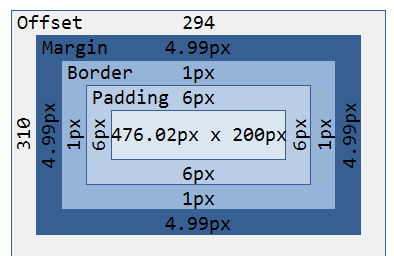 Offset 294
Margin 4.99px
Border 1px
Padding 6px
310 4.99px 1px 6px 476.02px x 200px 6px 1px 4.99px
6px
1px
4.99px